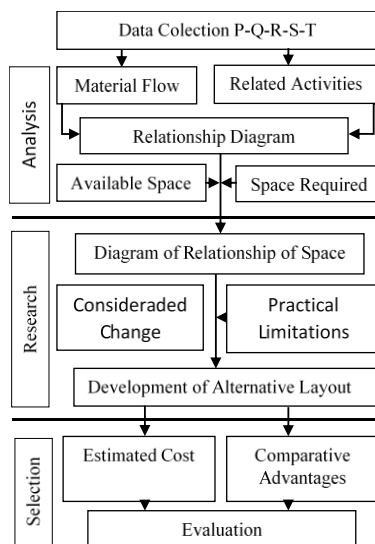 Data Colection P-Q-R-S-T
Analysis
Material Flow
Related Activities
Relationship Diagram
Available Space
Space Required
Research
Diagram of Relationship of Space
Consideraded
Change
Practical
Limitations
Development of Alternative Layout
Selection
Estimated Cost
Comparative
Advantages
Evaluation